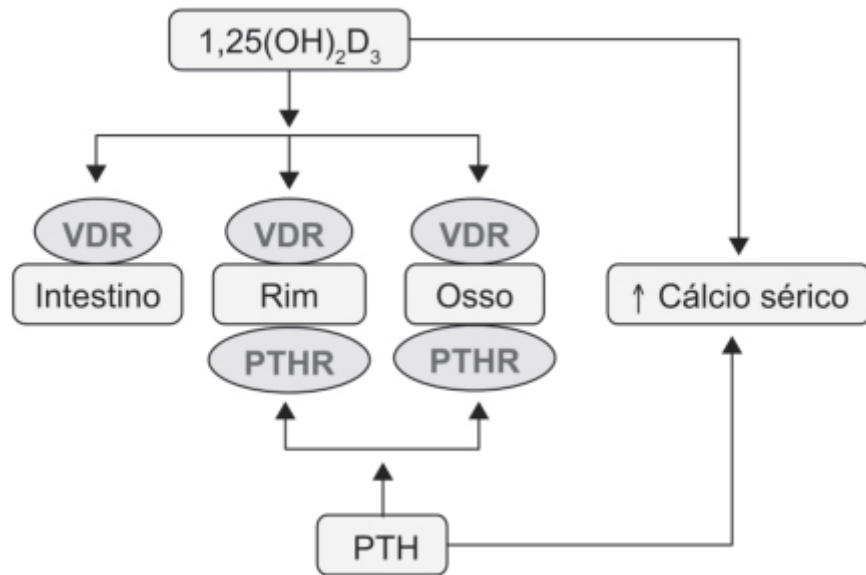 1,25(OH)₂D₃
VDR VDR VDR
Intestino Rim Osso ↑ Cálcio sérico
PTHR PTHR
PTH